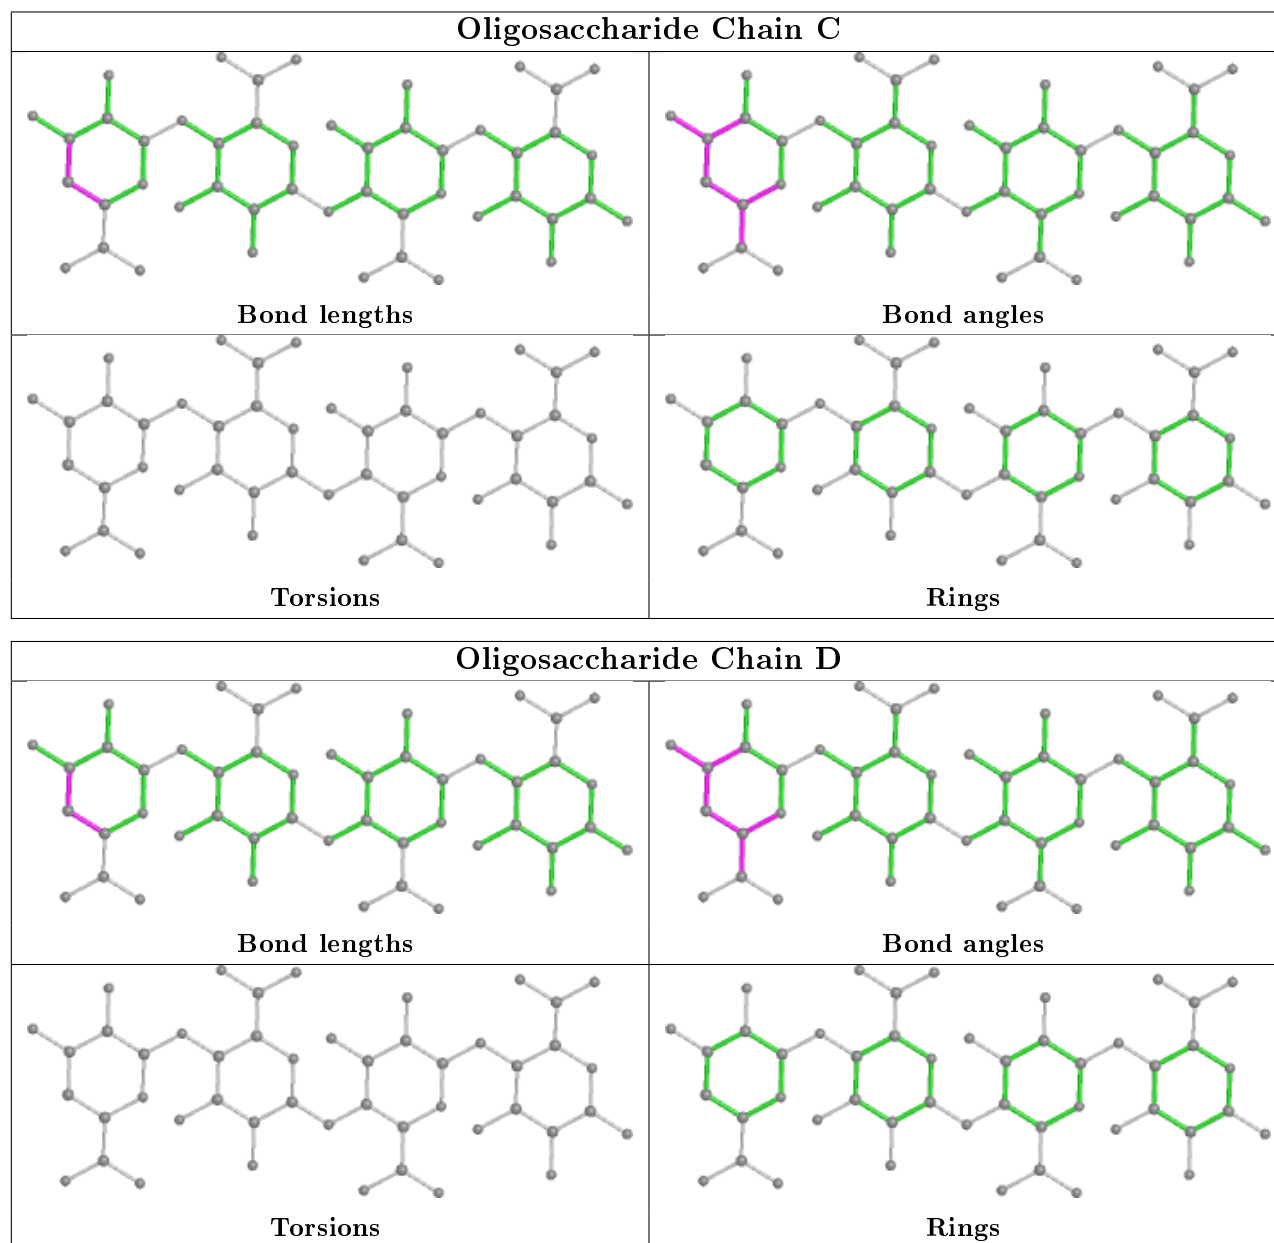 Oligosaccharide Chain C
Bond lengths
Bond angles
Torsions
Rings
Oligosaccharide Chain D
Bond lengths
Bond angles
Torsions
Rings